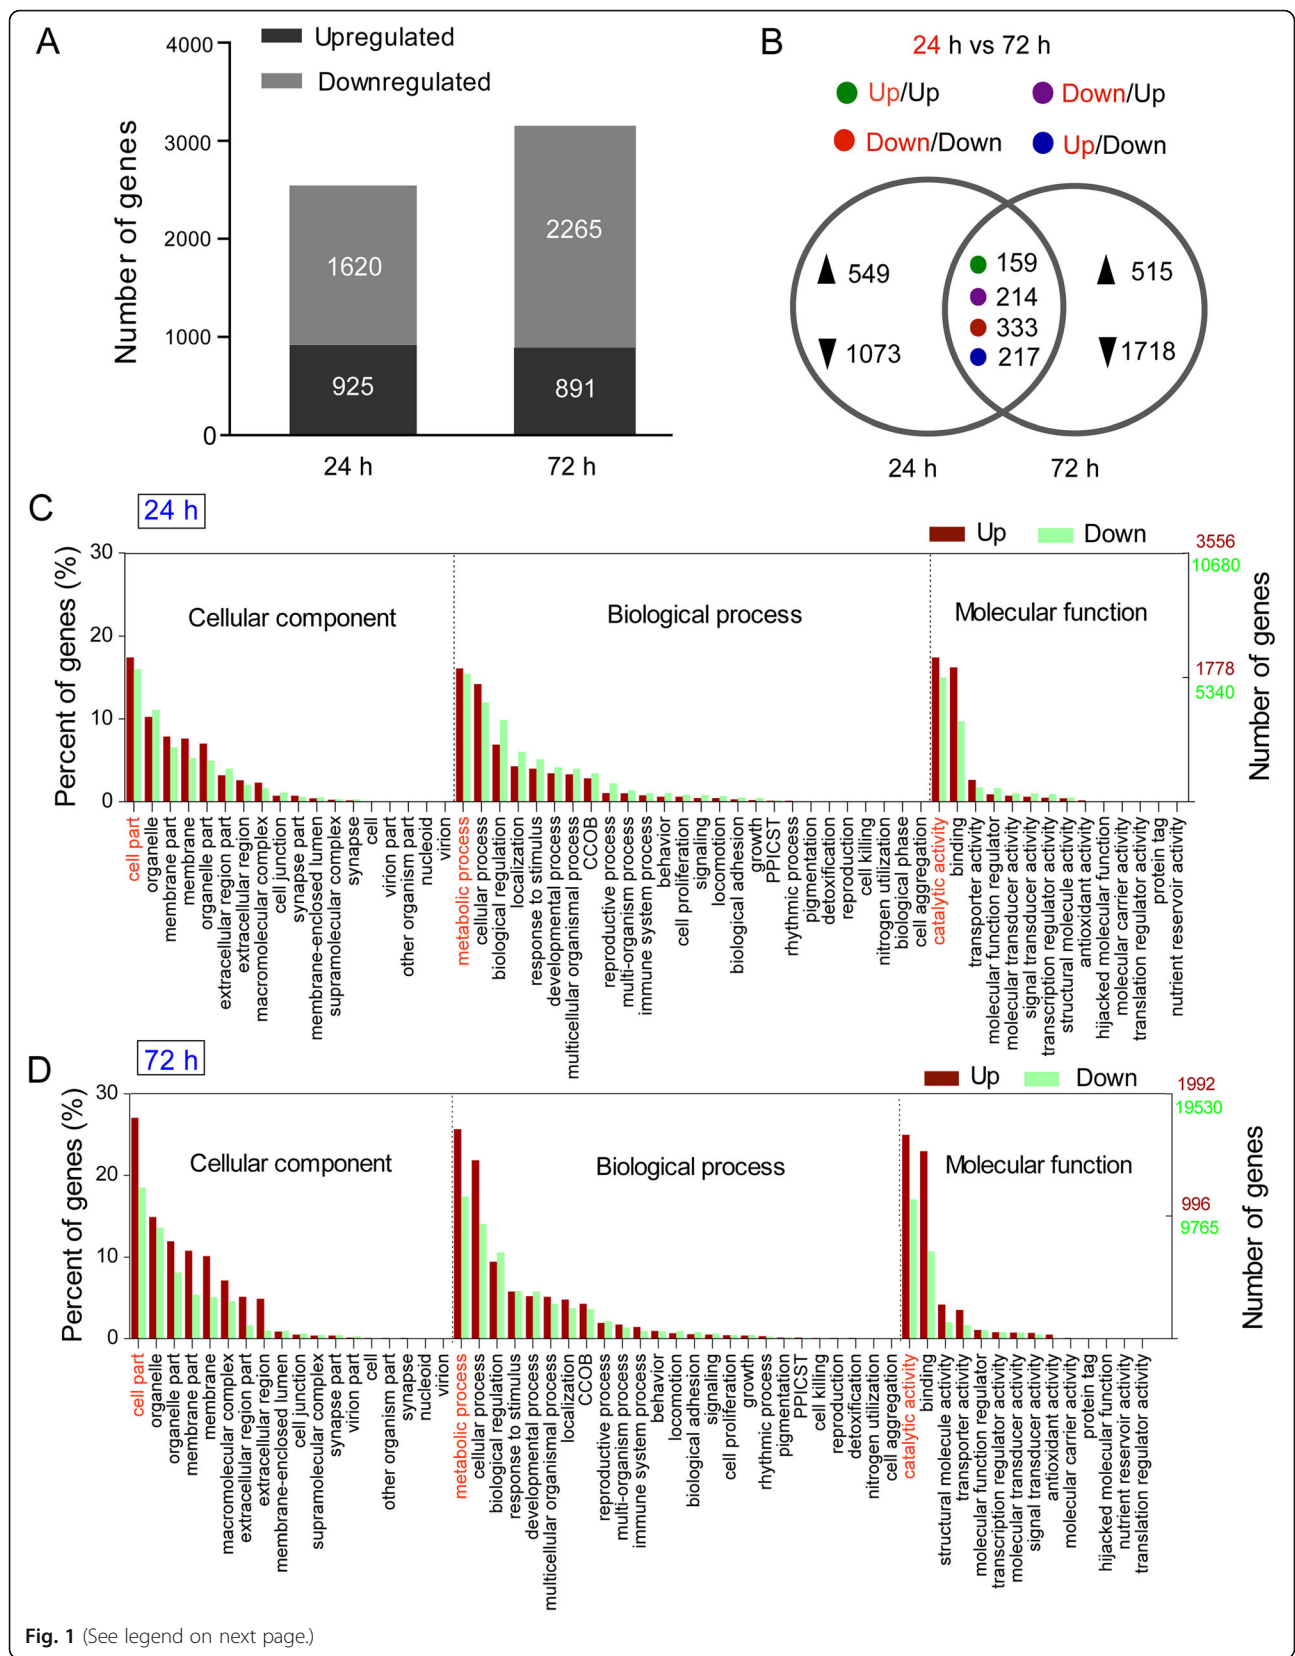 A
Upregulated
Downregulated
Number of genes
4000
3000
2000
1000
0
1620
925
2265
891
24 h
72 h
B
24 h vs 72 h
Up/Up
Down/Up
Down/Down
Up/Down
549
1073
159
214
333
217
515
1718
24 h
72 h
C
24 h
Up
Down
Percent of genes (%)
30
20
10
0
Cellular component
Biological process
Molecular function
3556
10680
1778
5340
Number of genes
cell part
organelle
membrane part
membrane
organelle part
extracellular region part
extracellular region
macromolecular complex
cell junction
synapse part
membrane-enclosed lumen
supramolecular complex
synapse
cell
virion part
other organism part
nucleoid
virion
metabolic process
cellular process
biological regulation
localization
response to stimulus
developmental process
multicellular organismal process
CCOB
reproductive process
multi-organism process
immune system process
behavior
cell proliferation
signaling
locomotion
biological adhesion
growth
PPICST
rhythmic process
pigmentation
detoxification
reproduction
cell killing
nitrogen utilization
biological phase
cell aggregation
catalytic activity
binding
transporter activity
molecular function regulator
molecular transducer activity
signal transducer activity
transcription regulator activity
structural molecule activity
antioxidant activity
hijacked molecular function
molecular carrier activity
translation regulator activity
protein tag
nutrient reservoir activity
D
72 h
Up
Down
Percent of genes (%)
30
20
10
0
Cellular component
Biological process
Molecular function
1992
19530
996
9765
Number of genes
cell part
organelle
organelle part
membrane part
membrane
macromolecular complex
extracellular region part
extracellular region
membrane-enclosed lumen
cell junction
supramolecular complex
synapse part
virion part
cell
other organism part
synapse
nucleoid
virion
metabolic process
cellular process
biological regulation
response to stimulus
developmental process
multicellular organismal process
localization
CCOB
reproductive process
multi-organism process
immune system process
behavior
locomotion
biological adhesion
signaling
cell proliferation
growth
rhythmic process
pigmentation
PPICST
cell killing
reproduction
detoxification
nitrogen utilization
cell aggregation
catalytic activity
binding
structural molecule activity
transporter activity
molecular function regulator
transcription regulator activity
molecular transducer activity
signal transducer activity
antioxidant activity
molecular carrier activity
protein tag
hijacked molecular function
nutrient reservoir activity
translation regulator activity
Fig. 1 (See legend on next page.)